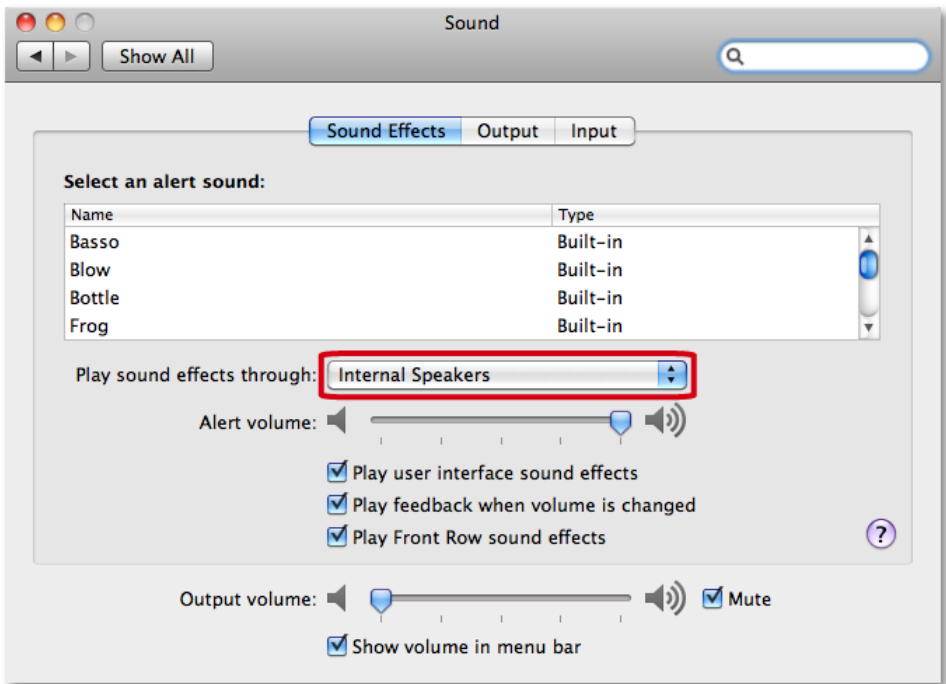 Sound
Show All
Sound Effects Output Input
Select an alert sound:
Name Type
Basso Built-in
Blow Built-in
Bottle Built-in
Frog Built-in
Play sound effects through: Internal Speakers
Alert volume:
Play user interface sound effects
Play feedback when volume is changed
Play Front Row sound effects
?
Output volume: Mute
Show volume in menu bar